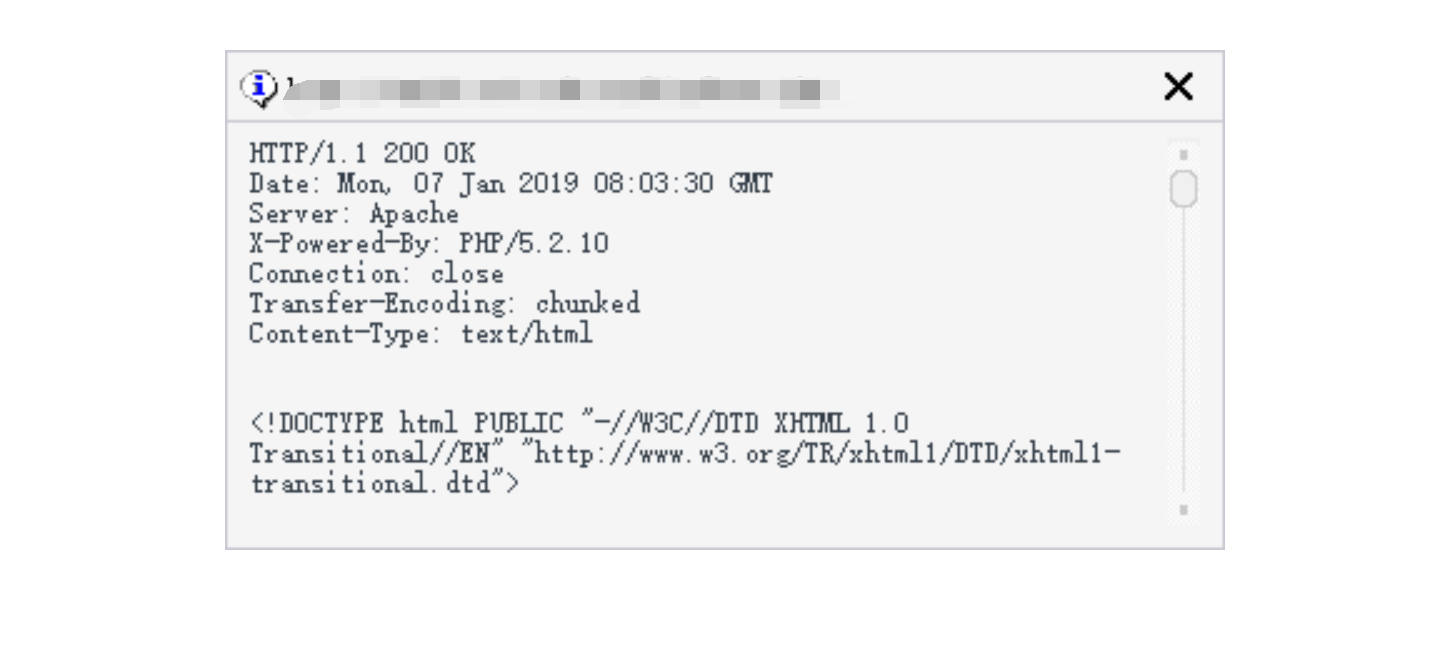 HTTP/1.1 200 OK
Date: Mon, 07 Jan 2019 08:03:30 GMT
Server: Apache
X-Powered-By: PHP/5.2.10
Connection: close
Transfer-Encoding: chunked
Content-Type: text/html
<!DOCTYPE html PUBLIC "-//W3C//DTD XHTML 1.0
Transitional//EN" "http://www.w3.org/TR/xhtml1/DTD/xhtml1-
transitional.dtd">